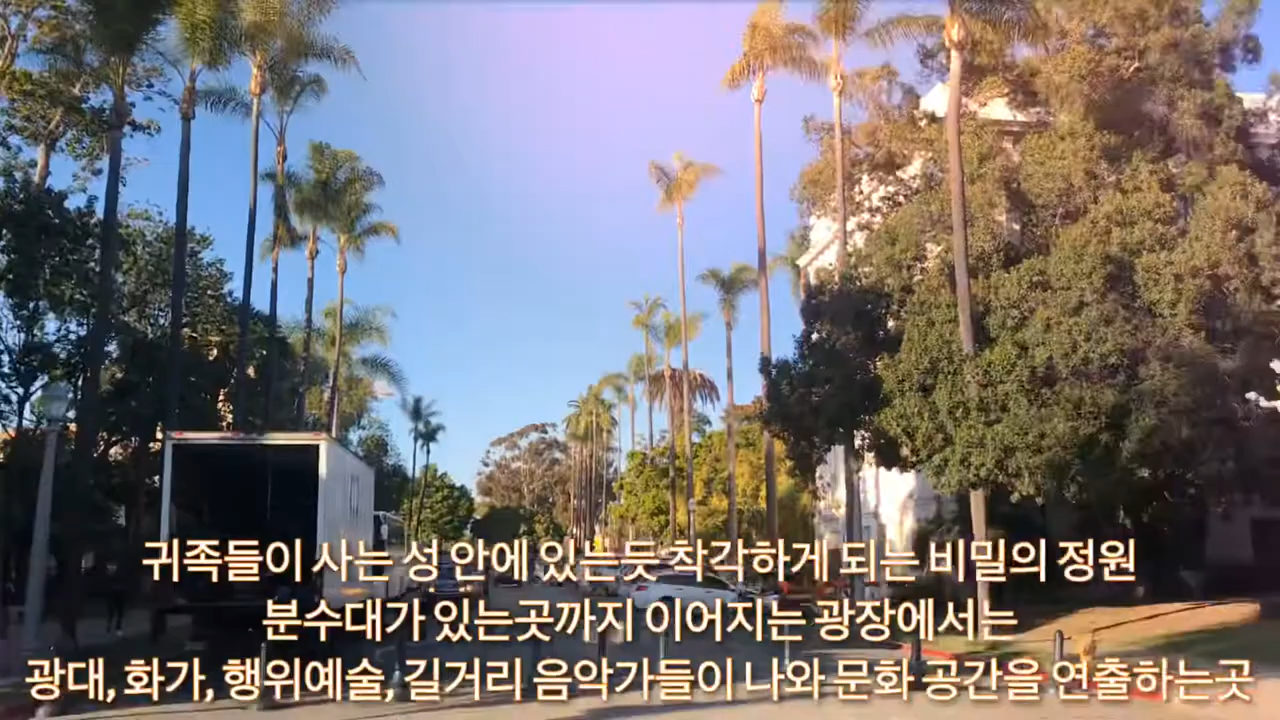 귀족들이 사는 성 안에 있는듯 착각하게 되는 비밀의 정원
분수대가 있는곳까지 이어지는 광장에서는
광대, 화가, 행위예술, 길거리 음악가들이 나와 문화 공간을 연출하는곳